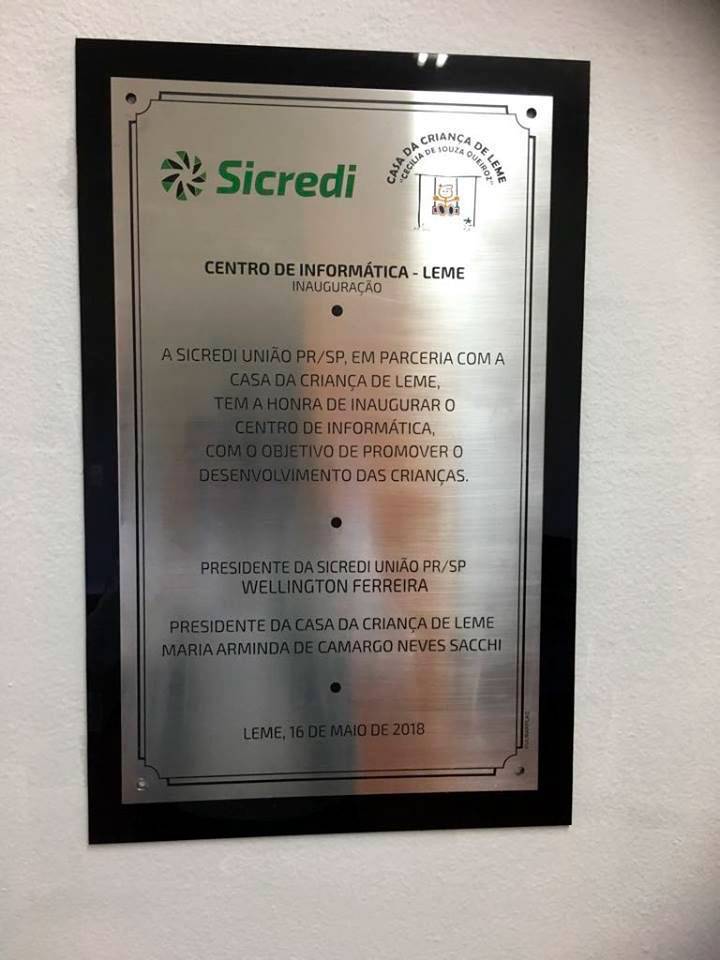 Sicredi
CASA DA CRIANÇA DE LEME
"CECILIA DE SOUZA QUEIROZ"
CENTRO DE INFORMÁTICA - LEME
INAUGURAÇÃO
A SICREDI UNIÃO PR/SP, EM PARCERIA COM A
CASA DA CRIANÇA DE LEME,
TEM A HONRA DE INAUGURAR O
CENTRO DE INFORMÁTICA,
COM O OBJETIVO DE PROMOVER O
DESENVOLVIMENTO DAS CRIANÇAS.
PRESIDENTE DA SICREDI UNIÃO PR/SP
WELLINGTON FERREIRA
PRESIDENTE DA CASA DA CRIANÇA DE LEME
MARIA ARMINDA DE CAMARGO NEVES SACCHI
LEME, 16 DE MAIO DE 2018